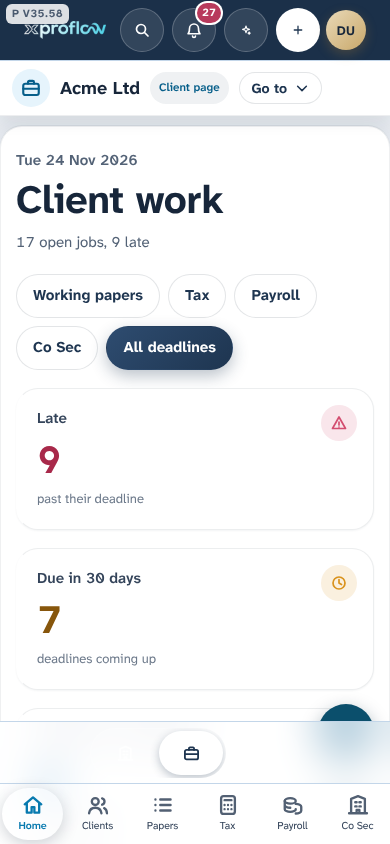 P V35.58
xproflow
27
DU
Acme Ltd
Client page
Go to
Tue 24 Nov 2026
Client work
17 open jobs, 9 late
Working papers
Tax
Payroll
Co Sec
All deadlines
Late
9
past their deadline
Due in 30 days
7
deadlines coming up
Home
Clients
Papers
Tax
Payroll
Co Sec